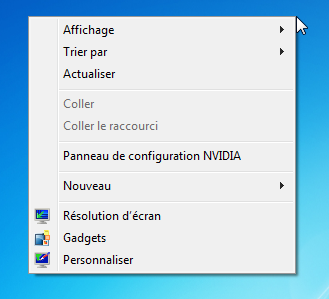 Affichage
Trier par
Actualiser
Coller
Coller le raccourci
Panneau de configuration NVIDIA
Nouveau
Résolution d'écran
Gadgets
Personnaliser